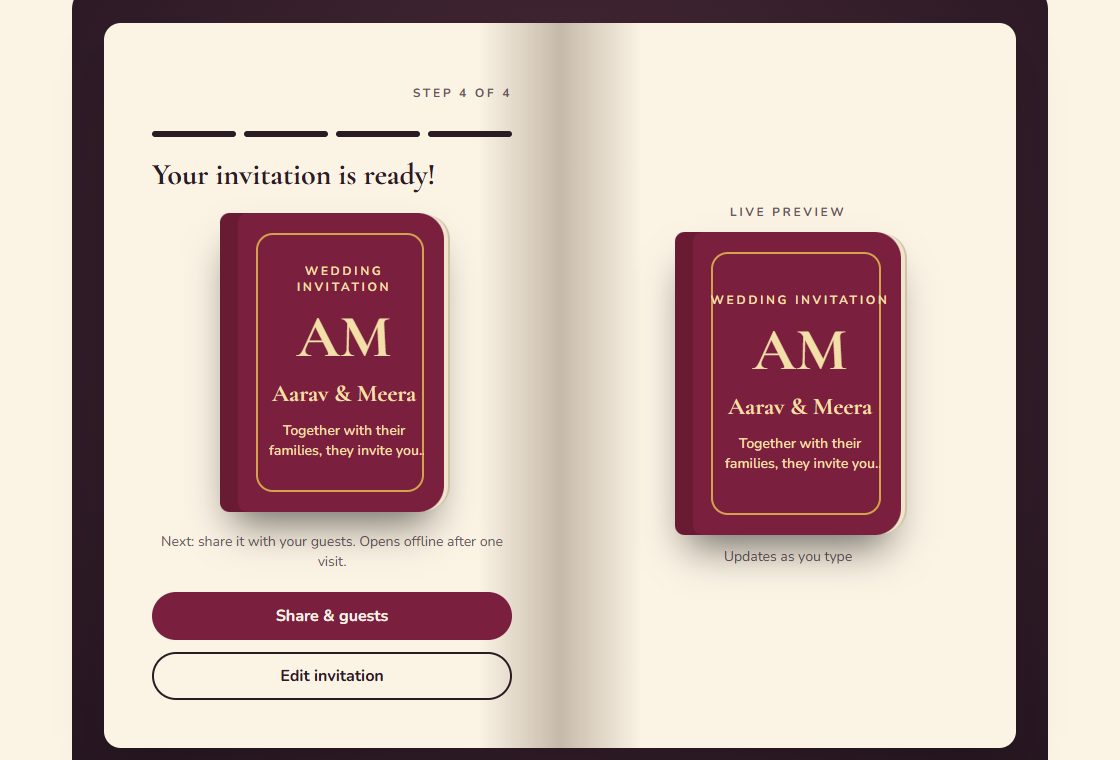 STEP 4 OF 4
Your invitation is ready!
WEDDING
INVITATION
AM
Aarav & Meera
Together with their
families, they invite you.
Next: share it with your guests. Opens offline after one
visit.
Share & guests
Edit invitation
LIVE PREVIEW
WEDDING INVITATION
AM
Aarav & Meera
Together with their
families, they invite you.
Updates as you type